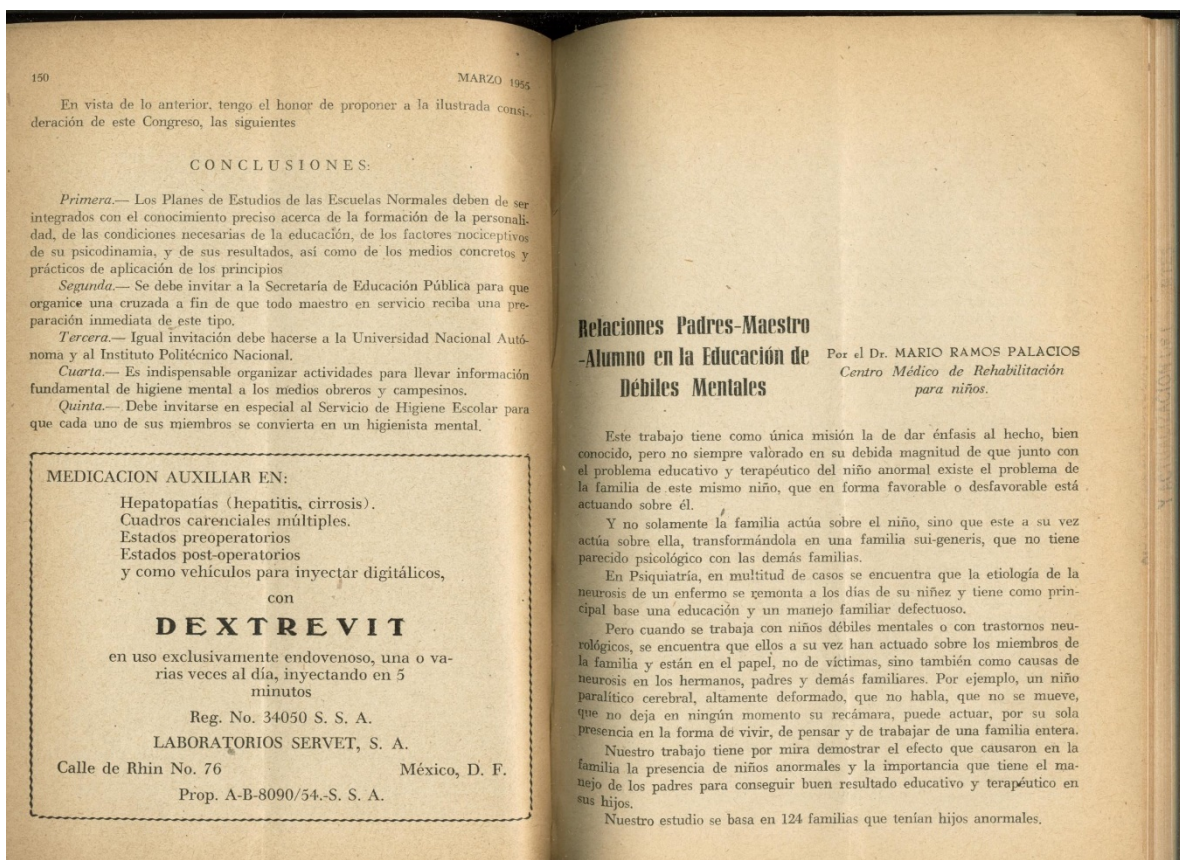 150
MARZO 1955
En vista de lo anterior, tengo el honor de proponer a la ilustrada consi-
deración de este Congreso, las siguientes
CONCLUSIONES:
Primera.— Los Planes de Estudios de las Escuelas Normales deben de ser
integrados con el conocimiento preciso acerca de la formación de la personali-
dad, de las condiciones necesarias de la educación, de los factores nociceptivos
de su psicodinamia, y de sus resultados, así como de los medios concretos y
prácticos de aplicación de los principios
Segunda.— Se debe invitar a la Secretaría de Educación Pública para que
organice una cruzada a fin de que todo maestro en servicio reciba una pre-
paración inmediata de este tipo.
Tercera.— Igual invitación debe hacerse a la Universidad Nacional Autó-
noma y al Instituto Politécnico Nacional.
Cuarta.— Es indispensable organizar actividades para llevar información
fundamental de higiene mental a los medios obreros y campesinos.
Quinta.— Debe invitarse en especial al Servicio de Higiene Escolar para
que cada uno de sus miembros se convierta en un higienista mental.
MEDICACION AUXILIAR EN:
Hepatopatías (hepatitis, cirrosis).
Cuadros carenciales múltiples.
Estados preoperatorios
Estados post-operatorios
y como vehículos para inyectar digitálicos,
con
DEXTREVIT
en uso exclusivamente endovenoso, una o va-
rias veces al día, inyectando en 5
minutos
Reg. No. 34050 S. S. A.
LABORATORIOS SERVET, S. A.
Calle de Rhin No. 76
México, D. F.
Prop. A-B-8090/54.-S. S. A.
Relaciones Padres-Maestro
-Alumno en la Educación de
Débiles Mentales
Por el Dr. MARIO RAMOS PALACIOS
Centro Médico de Rehabilitación
para niños.
Este trabajo tiene como única misión la de dar énfasis al hecho, bien
conocido, pero no siempre valorado en su debida magnitud de que junto con
el problema educativo y terapéutico del niño anormal existe el problema de
la familia de este mismo niño, que en forma favorable o desfavorable está
actuando sobre él.
Y no solamente la familia actúa sobre el niño, sino que este a su vez
actúa sobre ella, transformándola en una familia sui-generis, que no tiene
parecido psicológico con las demás familias.
En Psiquiatría, en multitud de casos se encuentra que la etiología de la
neurosis de un enfermo se remonta a los días de su niñez y tiene como prin-
cipal base una educación y un manejo familiar defectuoso.
Pero cuando se trabaja con niños débiles mentales o con trastornos neu-
rológicos, se encuentra que ellos a su vez han actuado sobre los miembros de
la familia y están en el papel, no de víctimas, sino también como causas de
neurosis en los hermanos, padres y demás familiares. Por ejemplo, un niño
paralítico cerebral, altamente deformado, que no habla, que no se mueve,
que no deja en ningún momento su recámara, puede actuar, por su sola
presencia en la forma de vivir, de pensar y de trabajar de una familia entera.
Nuestro trabajo tiene por mira demostrar el efecto que causaron en la
familia la presencia de niños anormales y la importancia que tiene el ma-
nejo de los padres para conseguir buen resultado educativo y terapéutico en
sus hijos.
Nuestro estudio se basa en 124 familias que tenían hijos anormales.